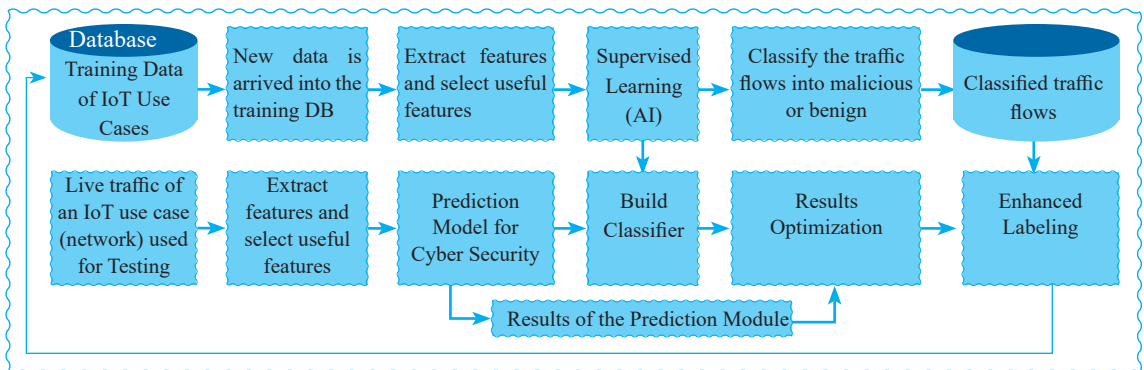 Database
Training Data
of IoT Use
Cases
New data is
arrived into the
training DB
Extract features
and select useful
features
Supervised
Learning
(AI)
Classify the traffic
flows into malicious
or benign
Classified traffic
flows
Live traffic of
an IoT use case
(network) used
for Testing
Extract
features and
select useful
features
Prediction
Model for
Cyber Security
Build
Classifier
Results
Optimization
Enhanced
Labeling
Results of the Prediction Module